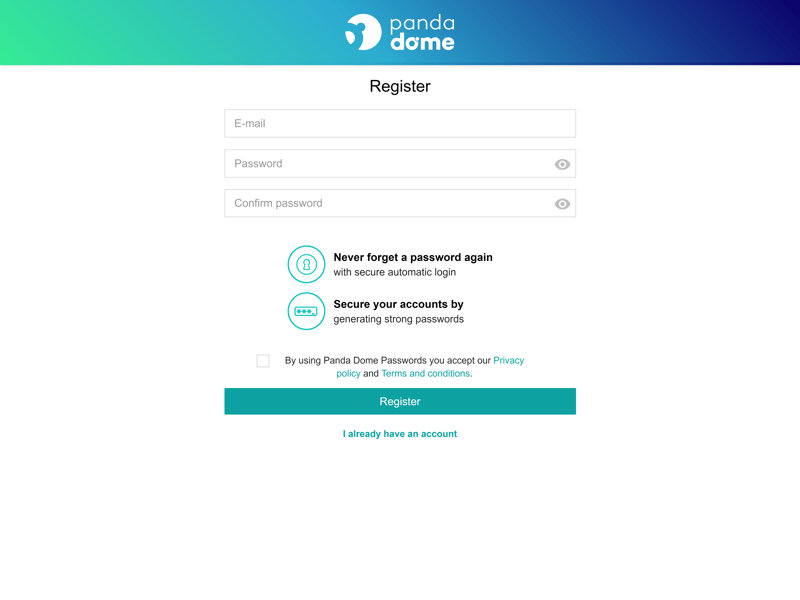 panda
dome
Register
E-mail
Password
Confirm password
Never forget a password again
with secure automatic login
Secure your accounts by
generating strong passwords
By using Panda Dome Passwords you accept our Privacy
policy and Terms and conditions.
Register
I already have an account